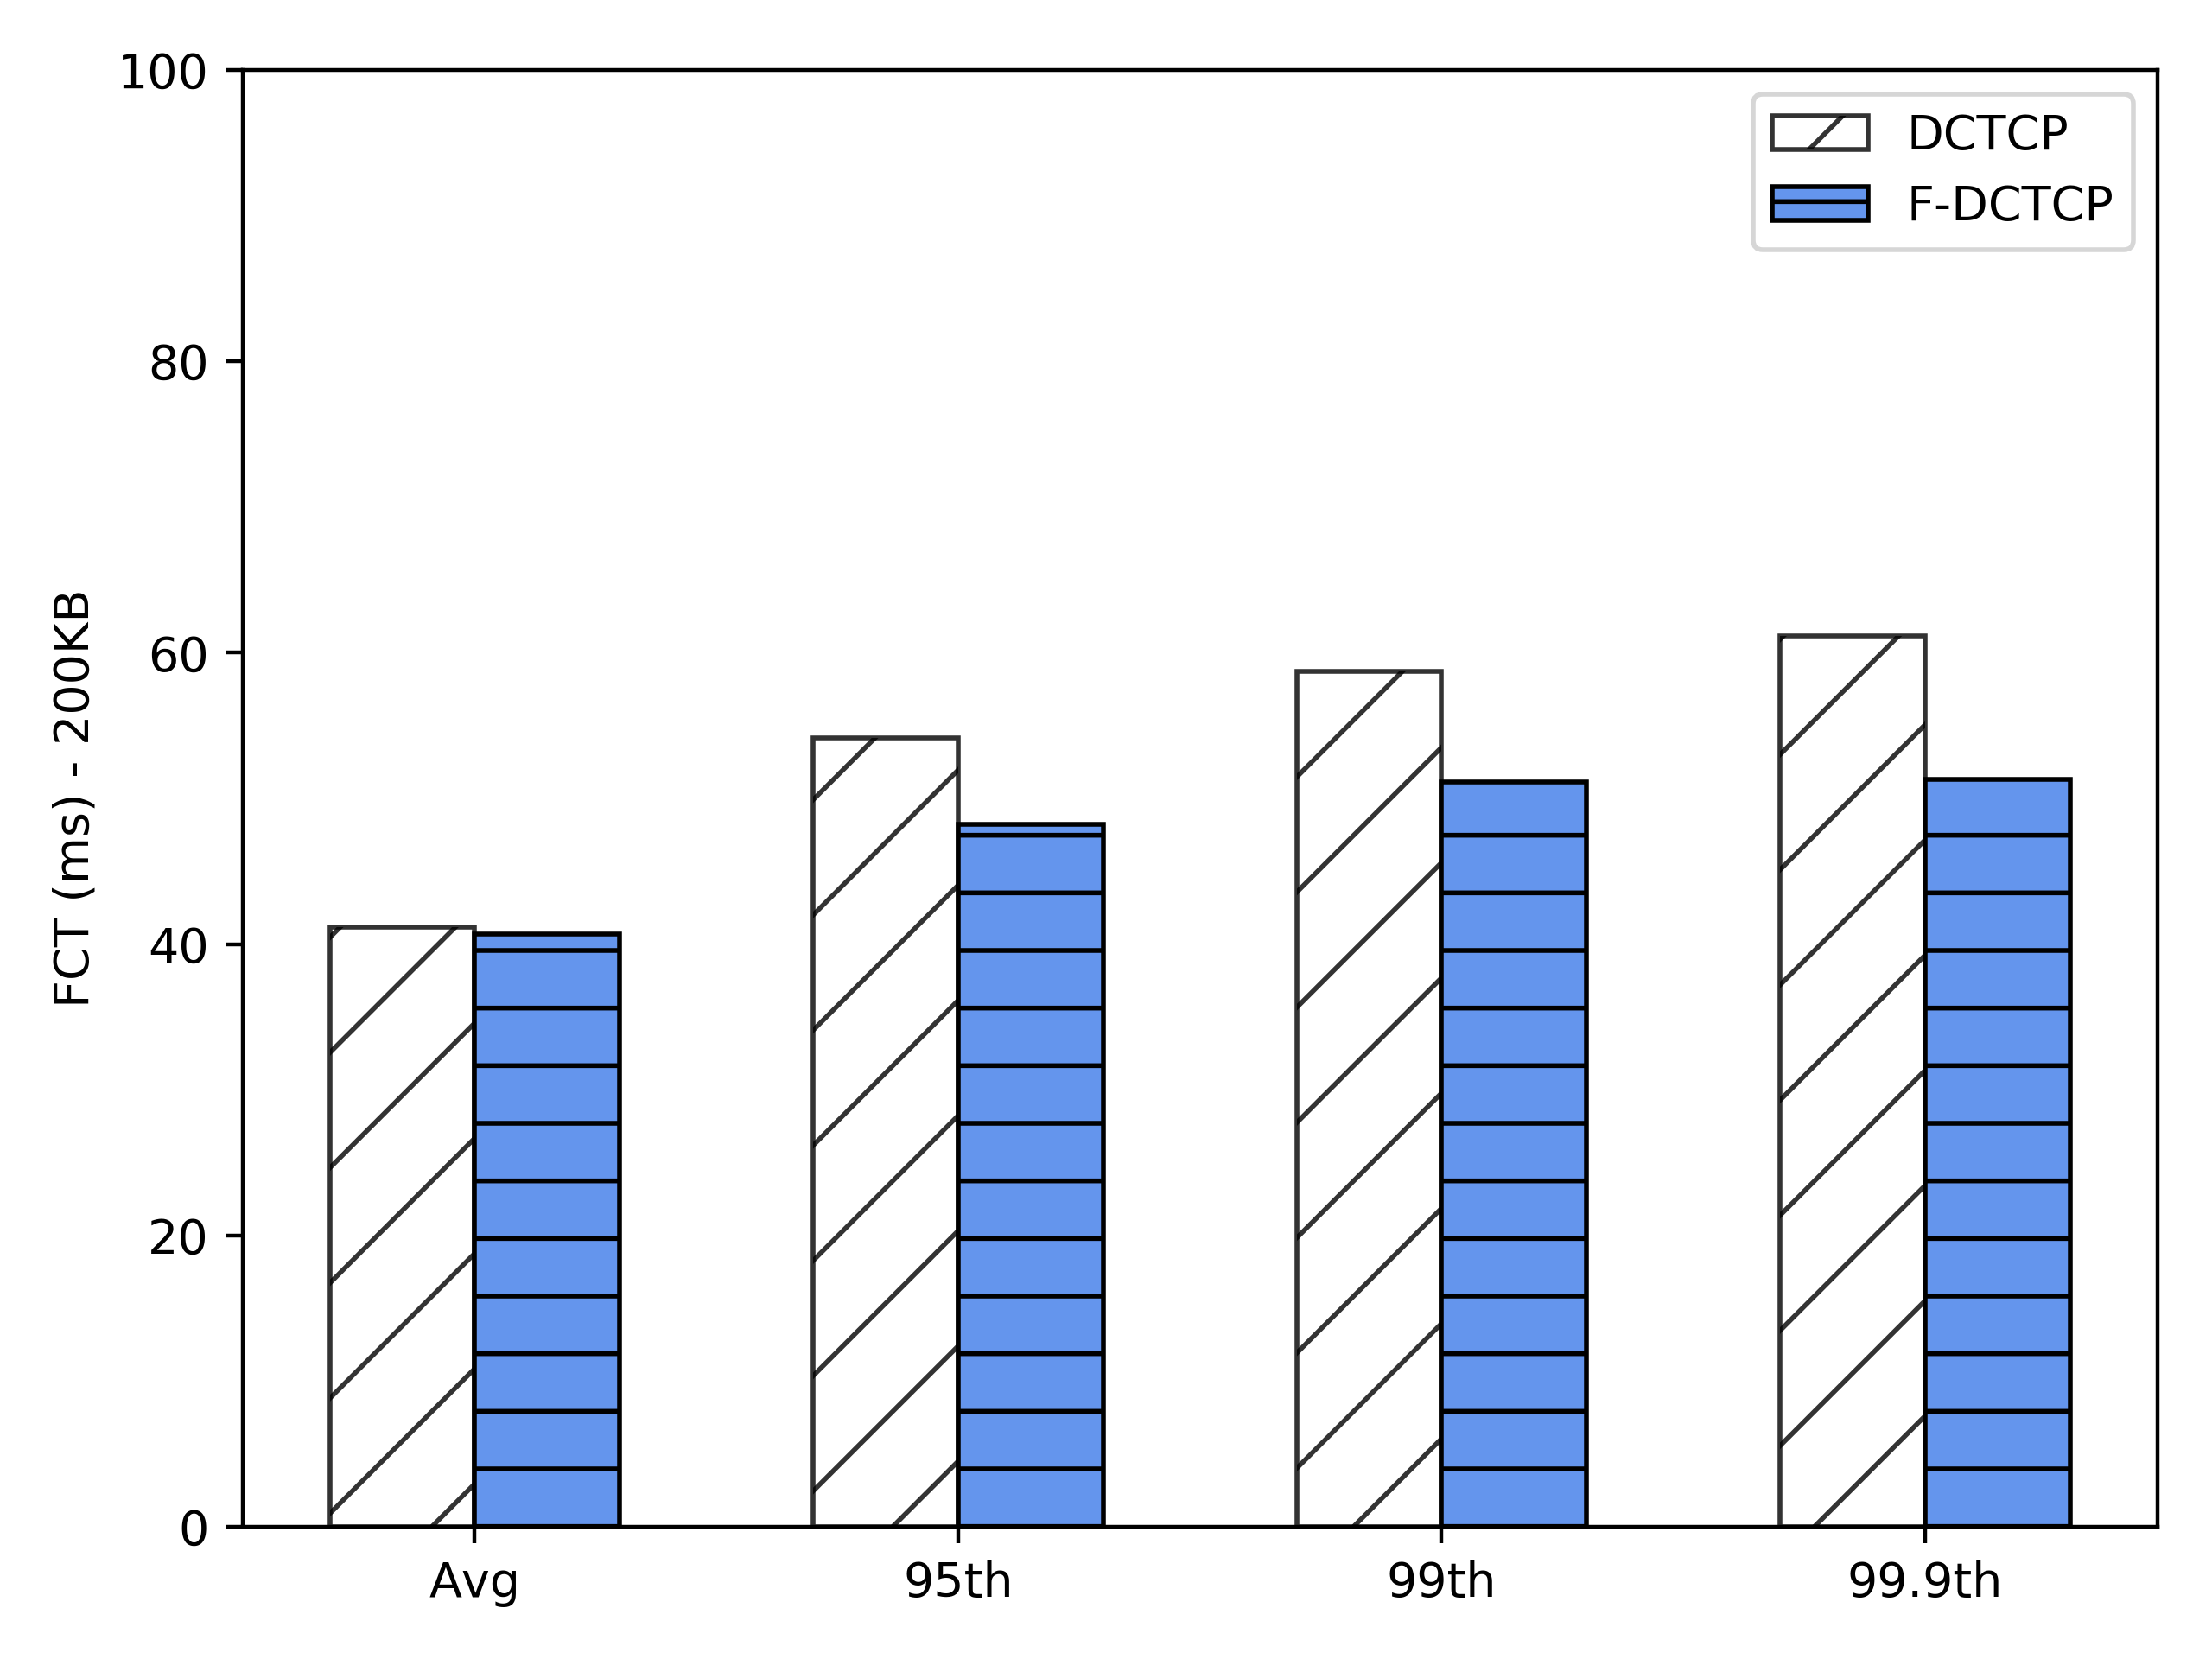 100
80
60
40
20
0
FCT (ms) - 200KB
DCTCP
F-DCTCP
Avg
95th
99th
99.9th